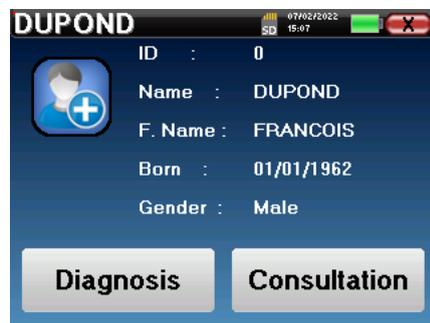 DUPOND
SD 07/02/2022
15:07
X
ID : 0
Name : DUPOND
F. Name : FRANCOIS
Born : 01/01/1962
Gender : Male
Diagnosis Consultation